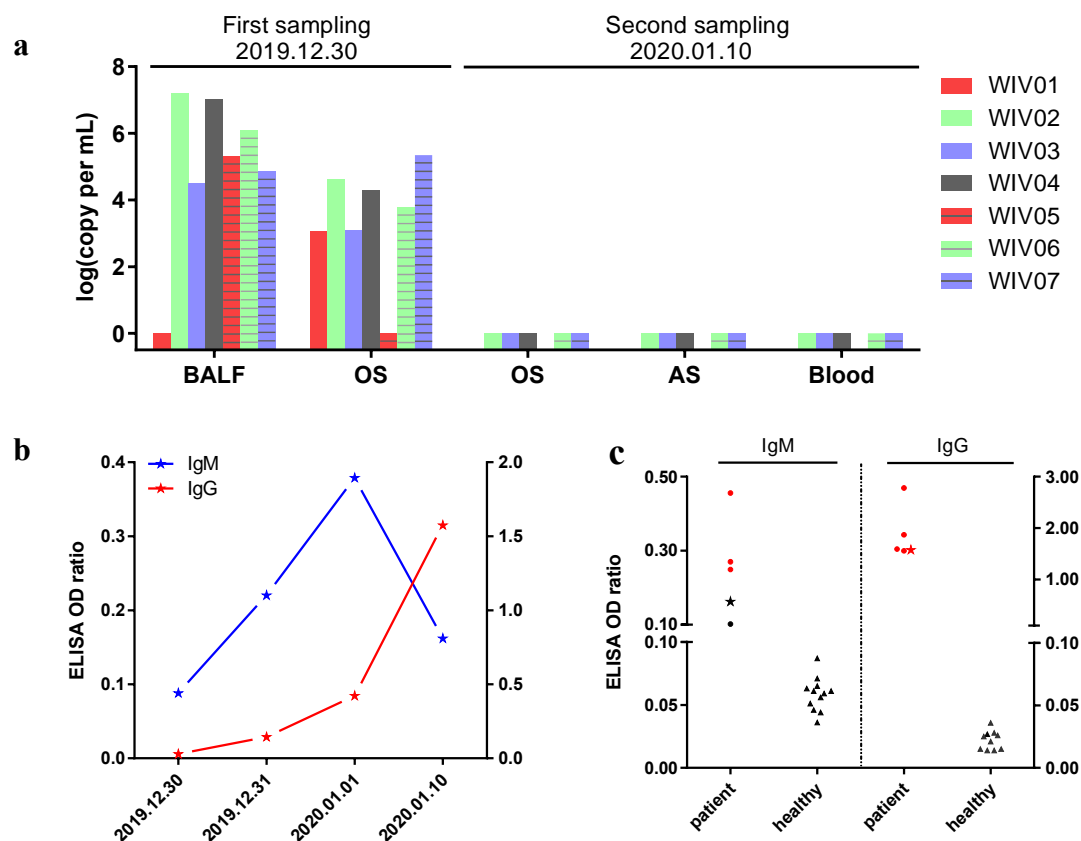 a
First sampling
2019.12.30
Second sampling
2020.01.10
log(copy per mL)
8
6
4
2
0
BALF
OS
OS
AS
Blood
WIV01
WIV02
WIV03
WIV04
WIV05
WIV06
WIV07
b
IgM
IgG
ELISA OD ratio
0.4
0.3
0.2
0.1
0.0
2.0
1.5
1.0
0.5
0.0
2019.12.30
2019.12.31
2020.01.01
2020.01.10
c
IgM
IgG
ELISA OD ratio
0.50
0.30
0.10
0.10
0.05
0.00
3.00
2.00
1.00
0.10
0.05
0.00
patient
healthy
patient
healthy